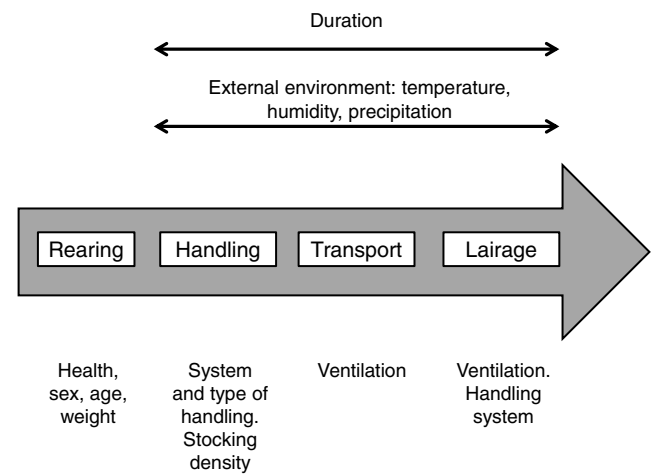 Duration
External environment: temperature,
humidity, precipitation
Rearing
Handling
Transport
Lairage
Health,
sex, age,
weight
System
and type of
handling.
Stocking
density
Ventilation
Ventilation.
Handling
system